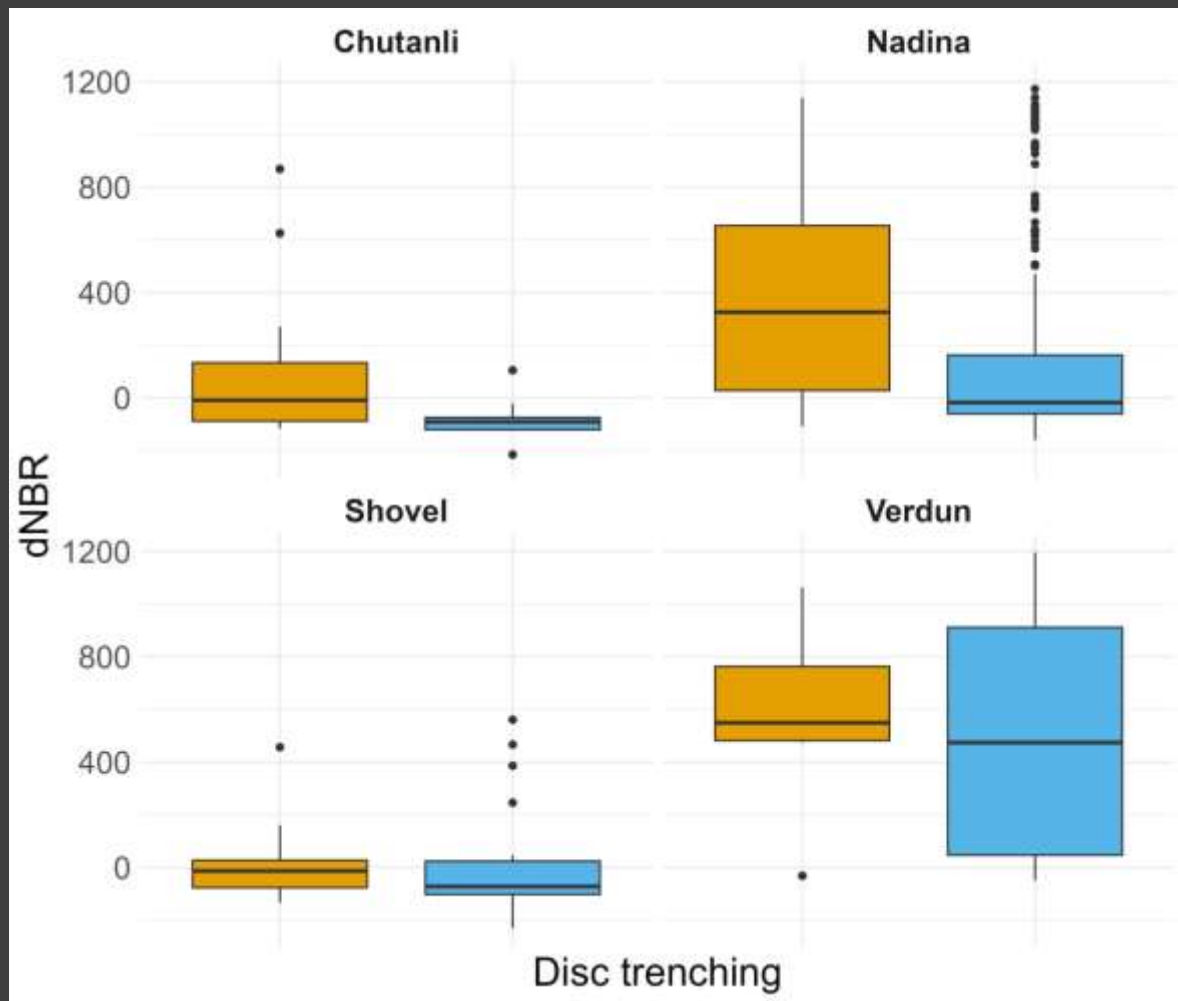 Chutanli
Nadina
1200
800
400
0
dNBR
Shovel
Verdun
1200
800
400
0
Disc trenching